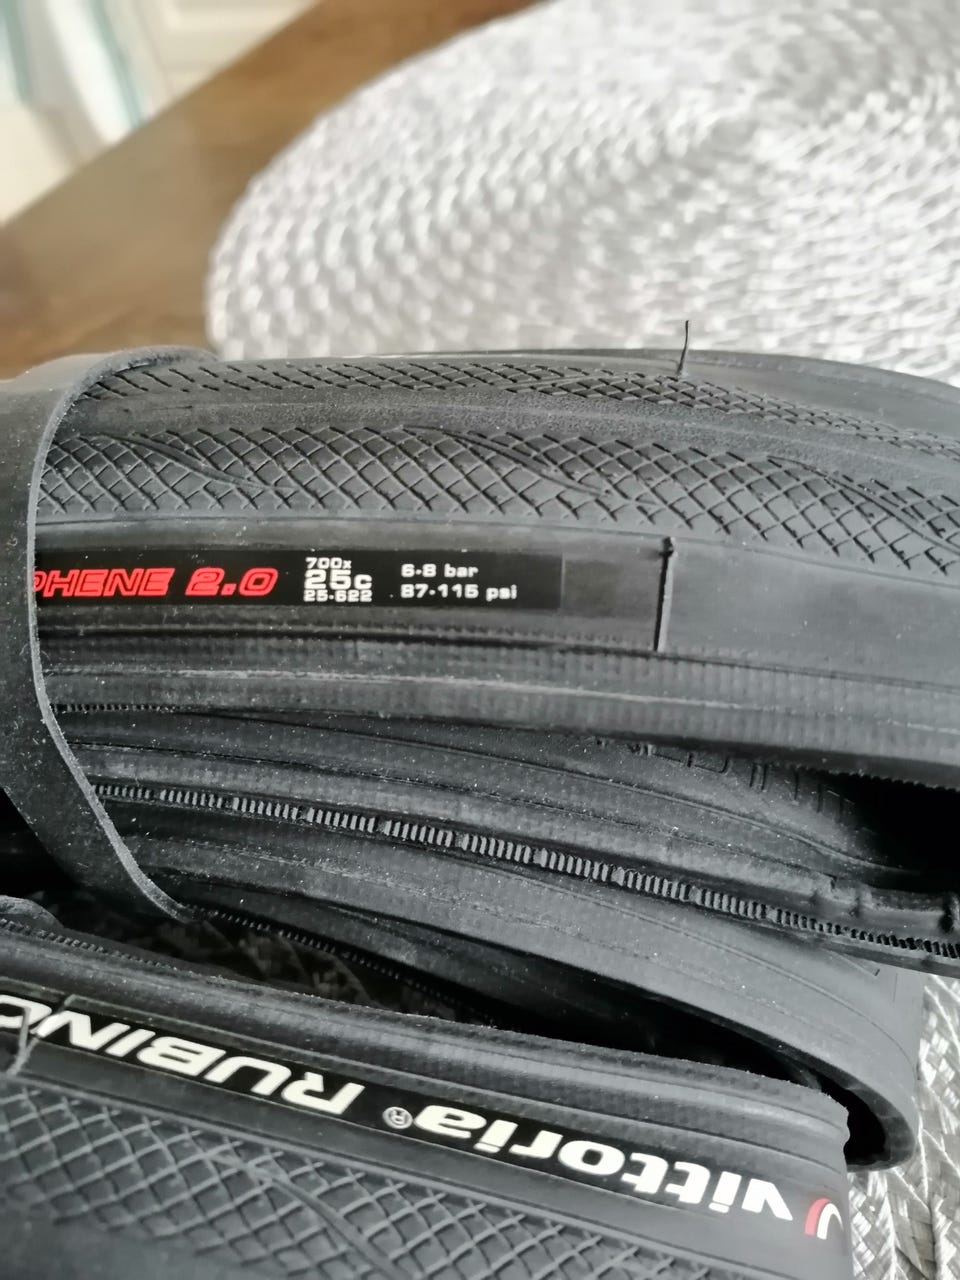 PHENE 2.0
700x
25c
25-622
6-8 bar
87-115 psi
vittoria® RUBINO